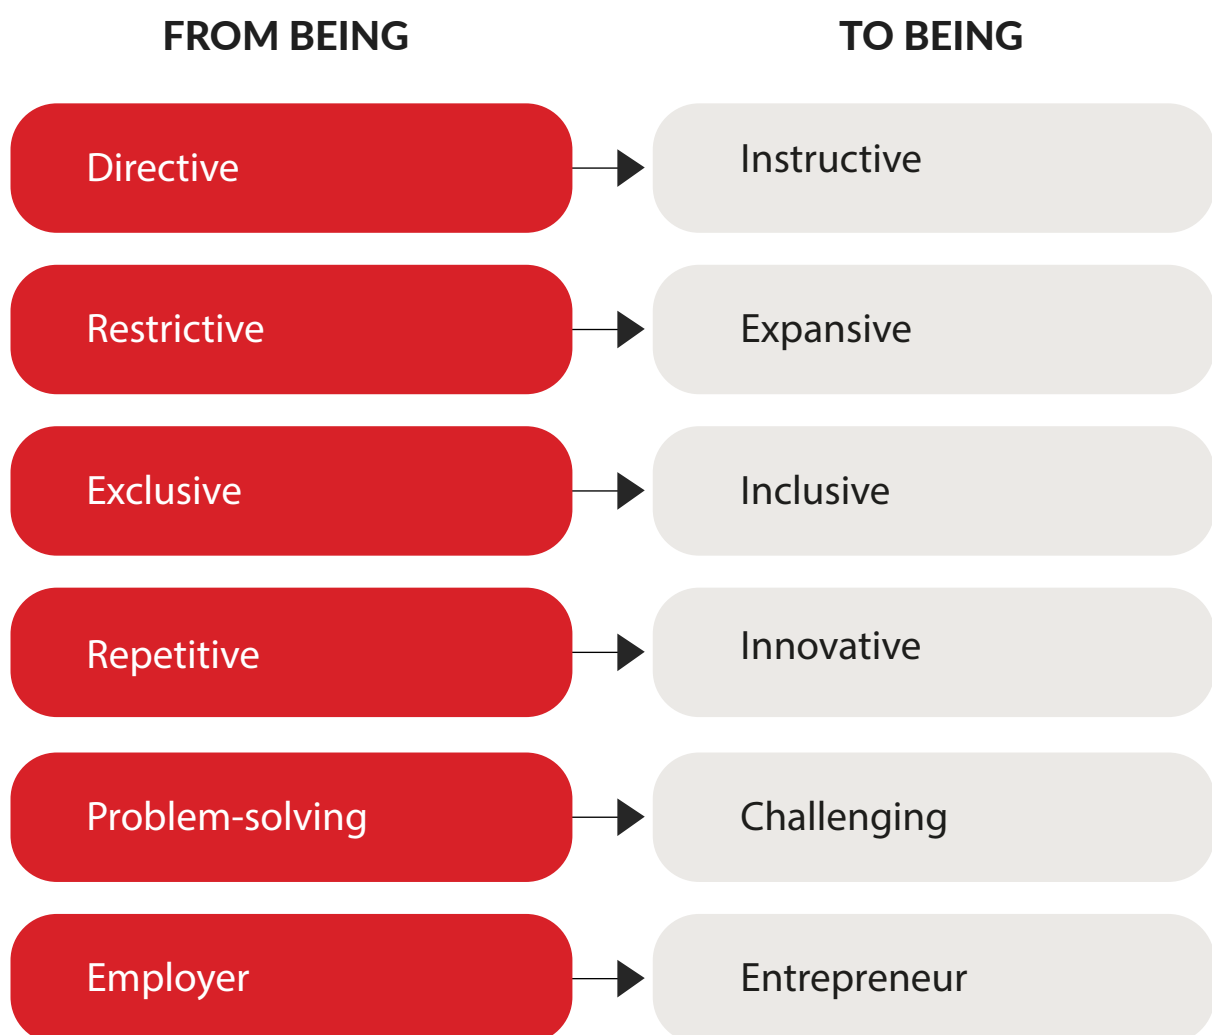 FROM BEING
TO BEING
Directive
Instructive
Restrictive
Expansive
Exclusive
Inclusive
Repetitive
Innovative
Problem-solving
Challenging
Employer
Entrepreneur